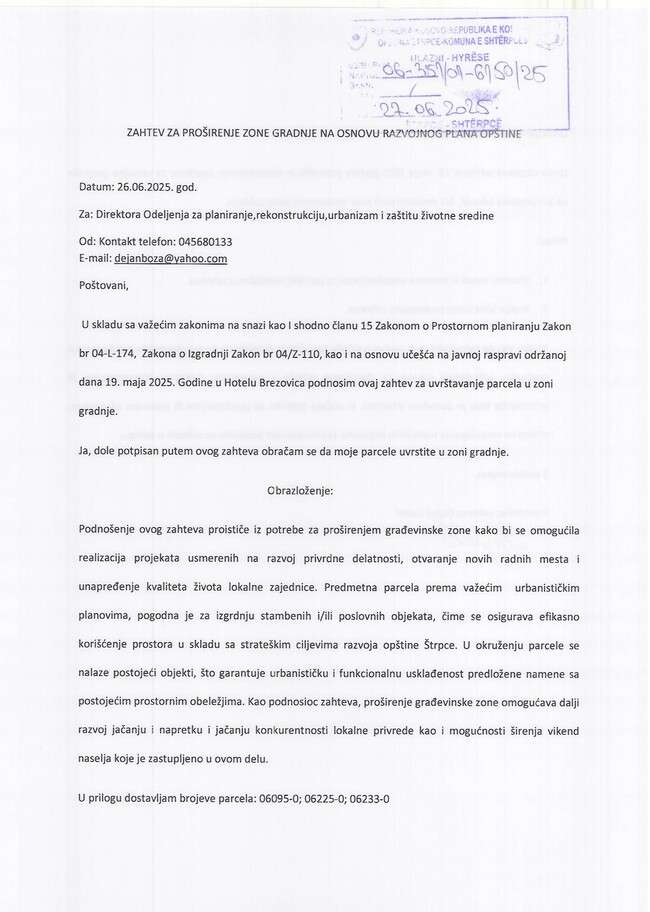 REPUBLIKA E KOS
OPŠTINA ŠTRPCE-KOMUNA E SHTËRPCËS
ULAZNI - HYRËSE
06-351/01-6150/25
27.06.2025
SHTËRPCË
ZAHTEV ZA PROŠIRENJE ZONE GRADNJE NA OSNOVU RAZVOJNOG PLANA OPŠTINE
Datum: 26.06.2025. god.
Za: Direktora Odeljenja za planiranje,rekonstrukciju,urbanizam i zaštitu životne sredine
Od: Kontakt telefon: 045680133
E-mail: dejanboza@yahoo.com
Poštovani,
U skladu sa važećim zakonima na snazi kao I shodno članu 15 Zakonom o Prostornom planiranju Zakon
br 04-L-174, Zakona o Izgradnji Zakon br 04/Z-110, kao i na osnovu učešća na javnoj raspravi održanoj
dana 19. maja 2025. Godine u Hotelu Brezovica podnosim ovaj zahtev za uvrštavanje parcela u zoni
gradnje.
Ja, dole potpisan putem ovog zahteva obračam se da moje parcele uvrstite u zoni gradnje.
Obrazloženje:
Podnošenje ovog zahteva proističe iz potrebe za proširenjem građevinske zone kako bi se omogućila
realizacija projekata usmerenih na razvoj privrdne delatnosti, otvaranje novih radnih mesta i
unapređenje kvaliteta života lokalne zajednice. Predmetna parcela prema važećim urbanističkim
planovima, pogodna je za izgrdnju stambenih i/ili poslovnih objekata, čime se osigurava efikasno
korišćenje prostora u skladu sa strateškim ciljevima razvoja opštine Štrpce. U okruženju parcele se
nalaze postojeći objekti, što garantuje urbanističku i funkcionalnu usklađenost predložene namene sa
postojećim prostornim obeležjima. Kao podnosioc zahteva, proširenje građevinske zone omogućava dalji
razvoj jačanju i napretku i jačanju konkurentnosti lokalne privrede kao i mogućnosti širenja vikend
naselja koje je zastupljeno u ovom delu.
U prilogu dostavljam brojeve parcela: 06095-0; 06225-0; 06233-0